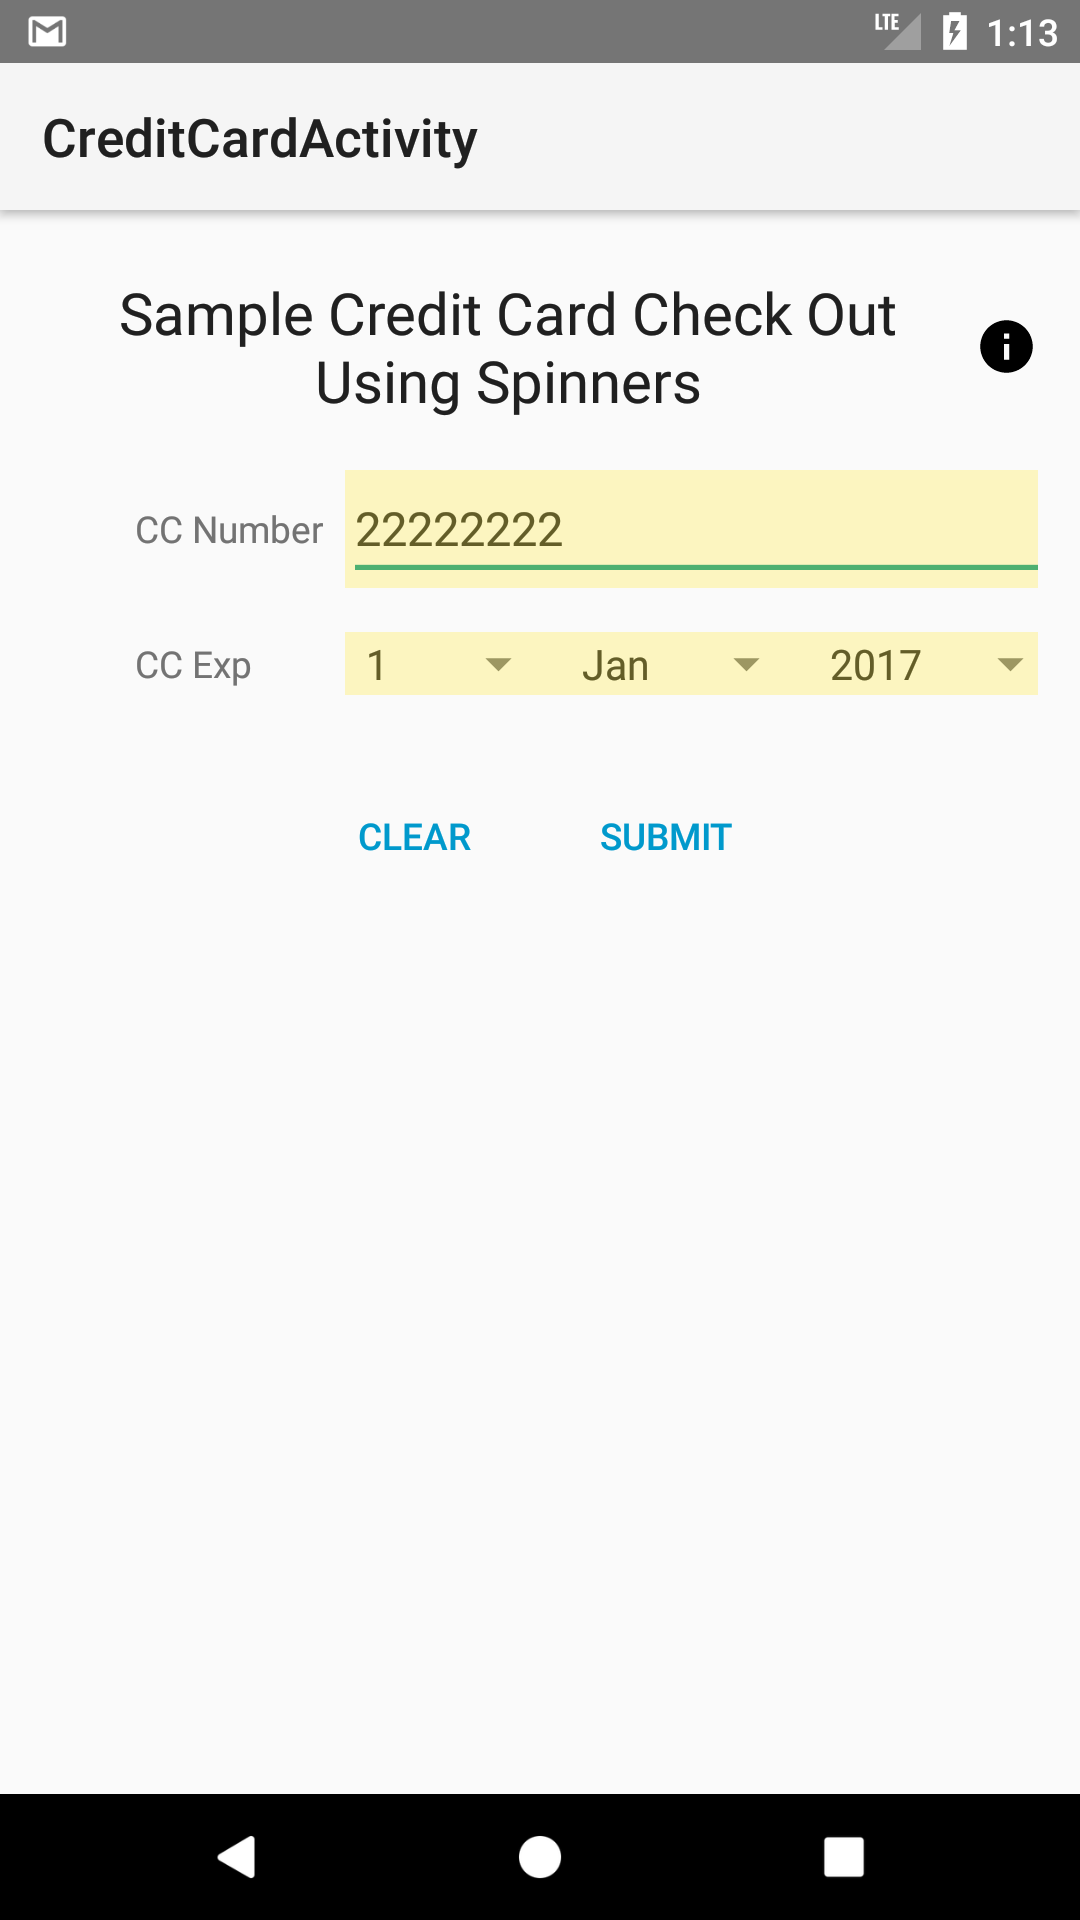 LTE 1:13
CreditCardActivity
Sample Credit Card Check Out
Using Spinners
CC Number 22222222
CC Exp 1 Jan 2017
CLEAR SUBMIT